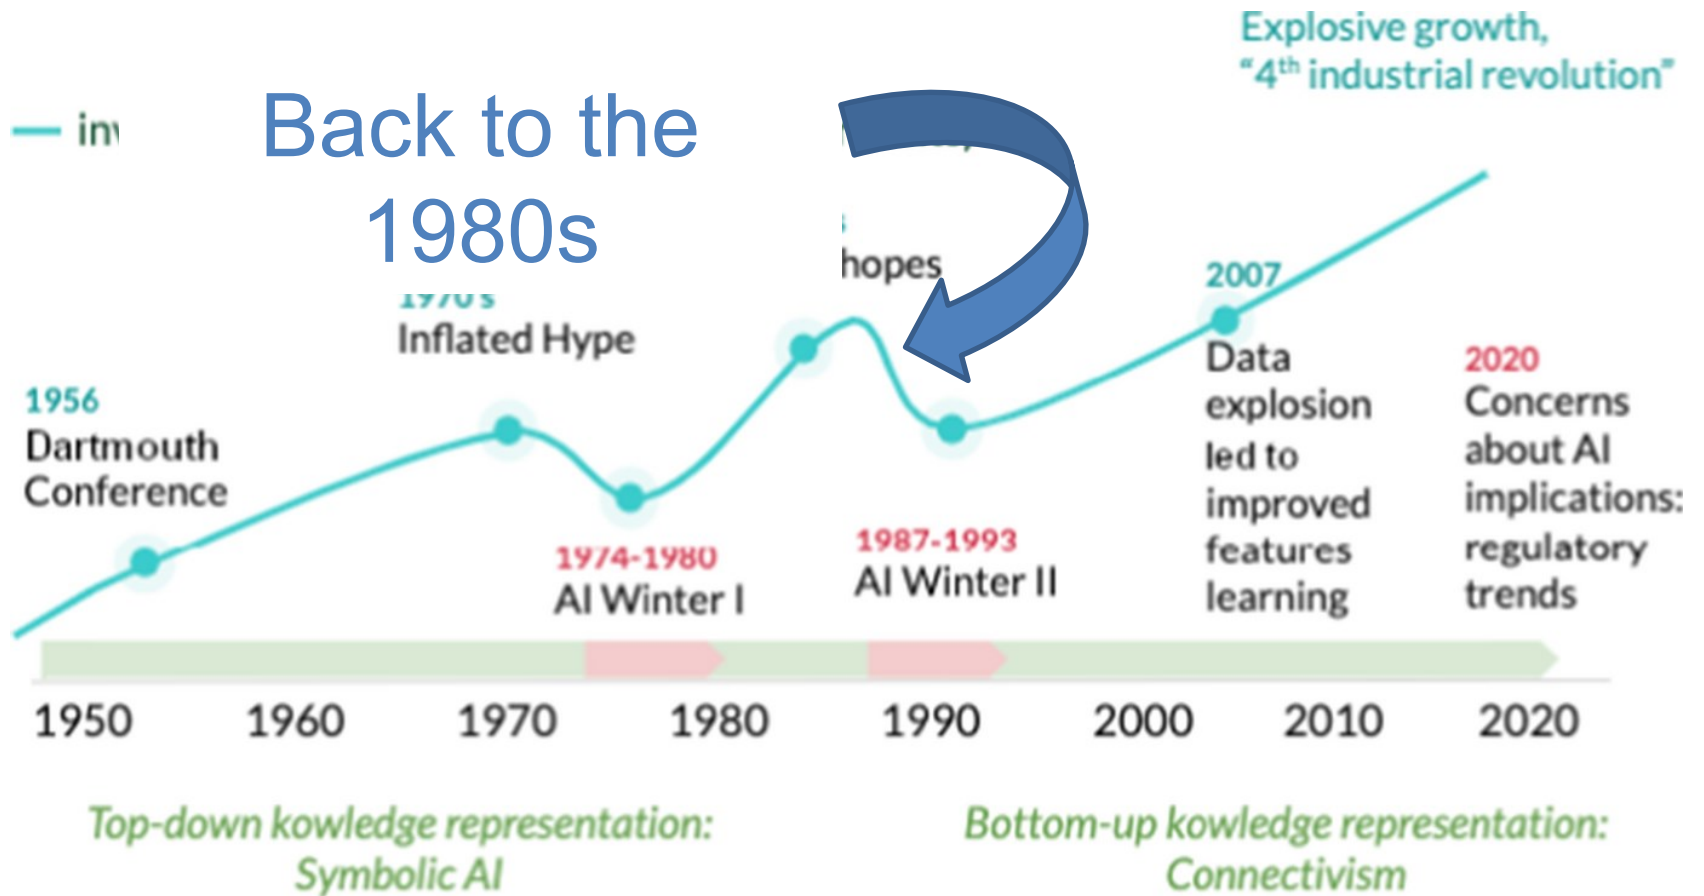 Explosive growth,
“4th industrial revolution”
Back to the
1980s
hopes
1970's
Inflated Hype
2007
Data
explosion
led to
improved
features
learning
2020
Concerns
about AI
implications:
regulatory
trends
1956
Dartmouth
Conference
1974-1980
AI Winter I
1987-1993
AI Winter II
1950 1960 1970 1980 1990 2000 2010 2020
Top-down kowledge representation:
Symbolic AI
Bottom-up kowledge representation:
Connectivism